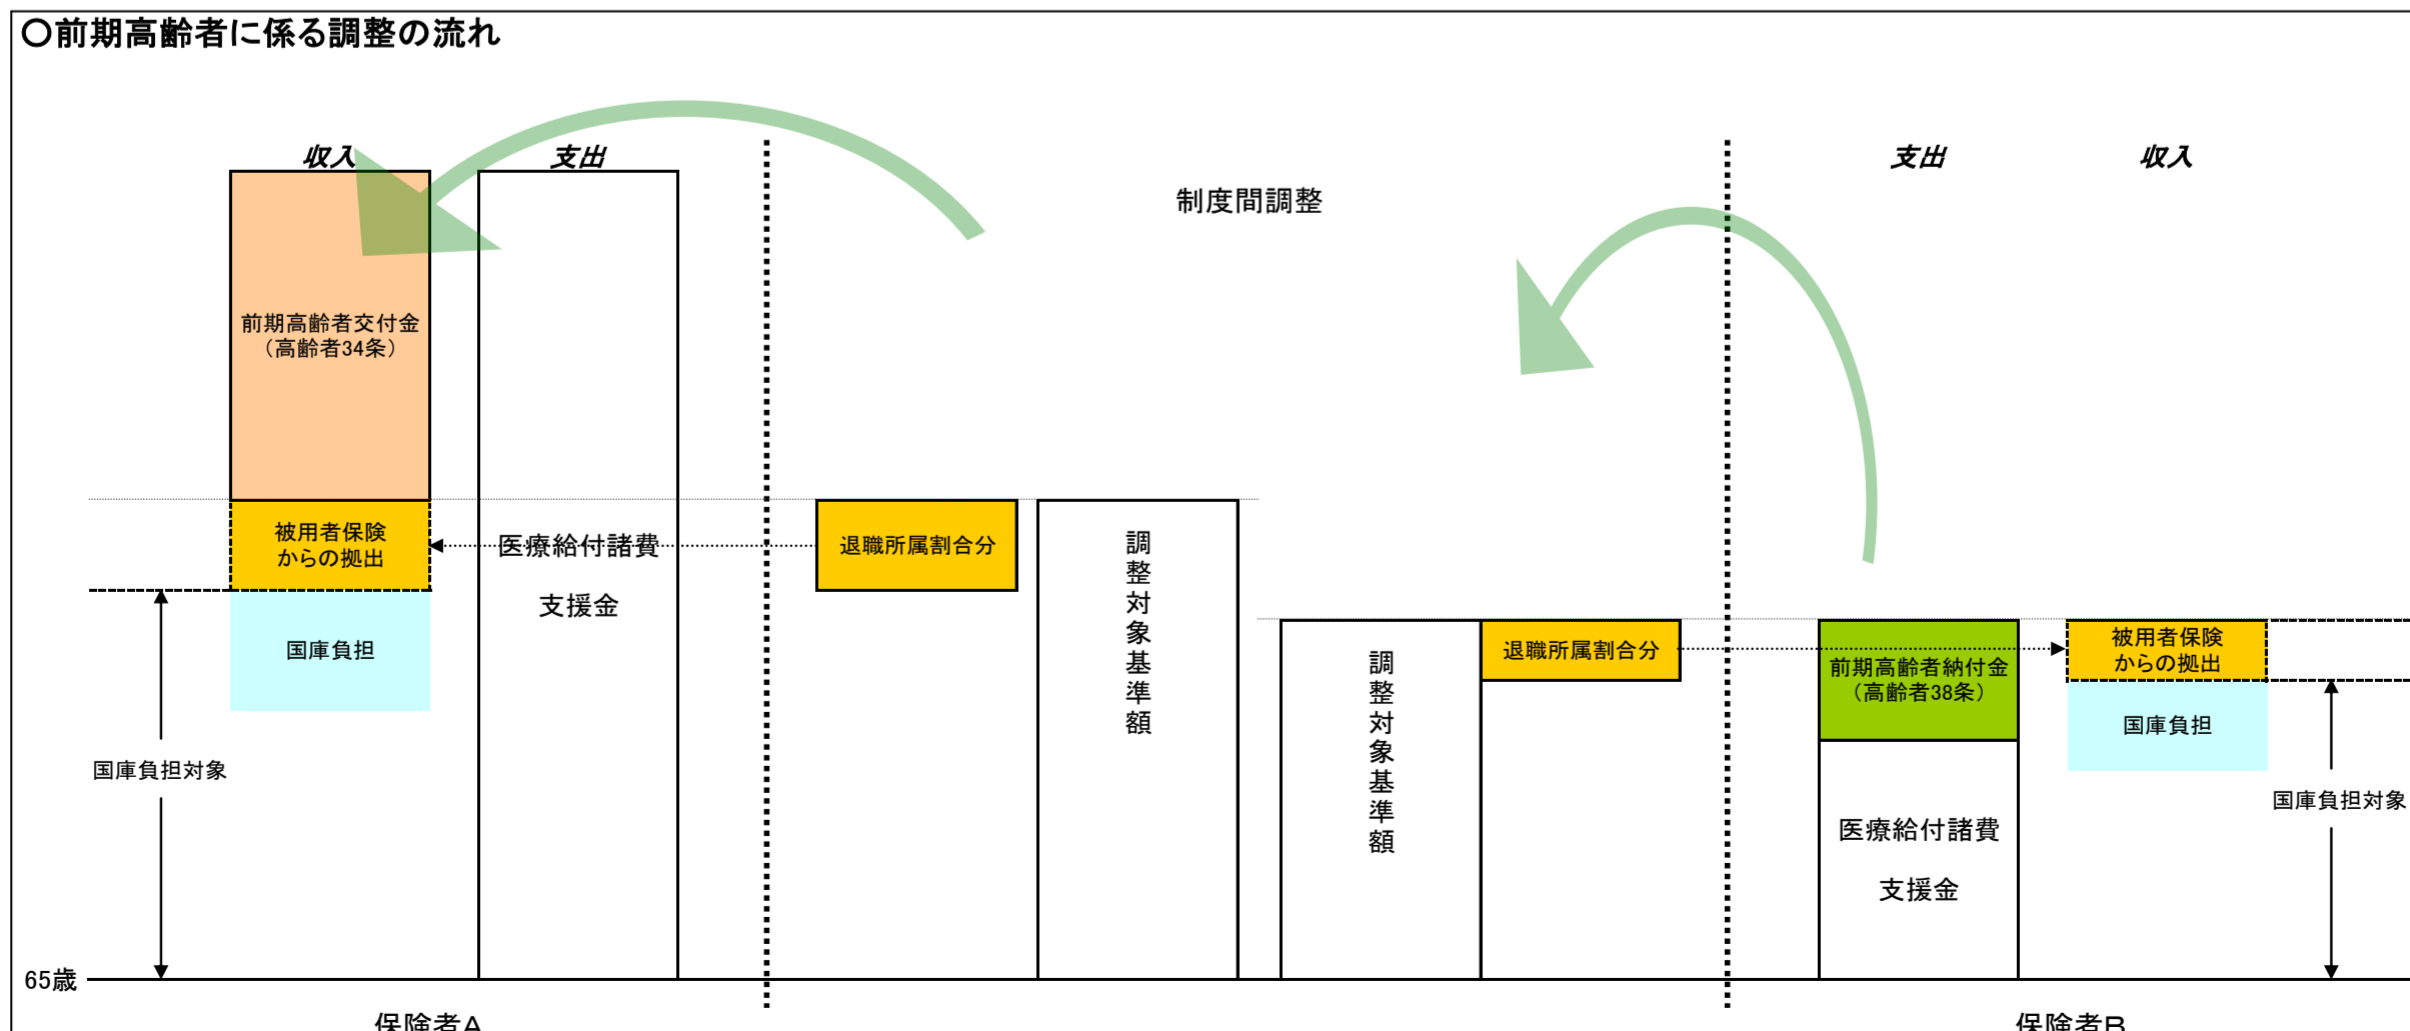 〇前期高齢者に係る調整の流れ
収入
支出
制度間調整
支出
収入
前期高齢者交付金
（高齢者34条）
被用者保険
からの拠出
国庫負担
国庫負担対象
医療給付諸費
支援金
退職所属割合分
調整対象基準額
調整対象基準額
退職所属割合分
前期高齢者納付金
（高齢者38条）
医療給付諸費
支援金
被用者保険
からの拠出
国庫負担
国庫負担対象
65歳
保険者A
保険者B